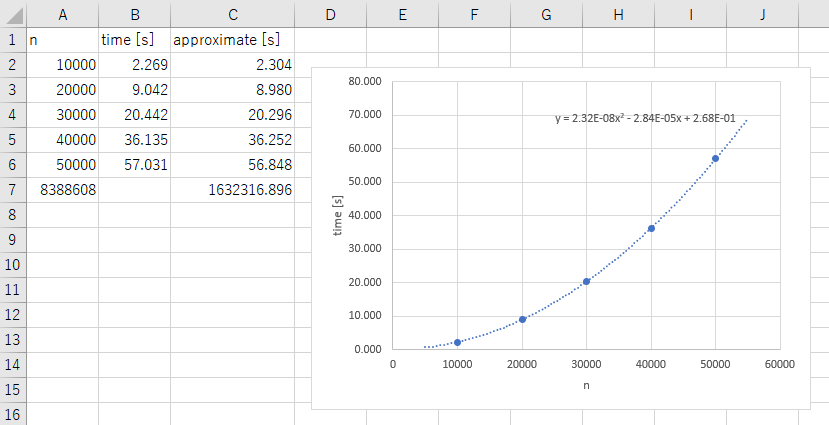 A B C D E F G H I J
1 n time [s] approximate [s]
2 10000 2.269 2.304
3 20000 9.042 8.980
4 30000 20.442 20.296
5 40000 36.135 36.252
6 50000 57.031 56.848
7 8388608 1632316.896
8
9
10
11
12
13
14
15
16
80.000
70.000
y = 2.32E-08x² - 2.84E-05x + 2.68E-01
60.000
50.000
40.000
time [s]
30.000
20.000
10.000
0.000
0 10000 20000 30000 40000 50000 60000
n